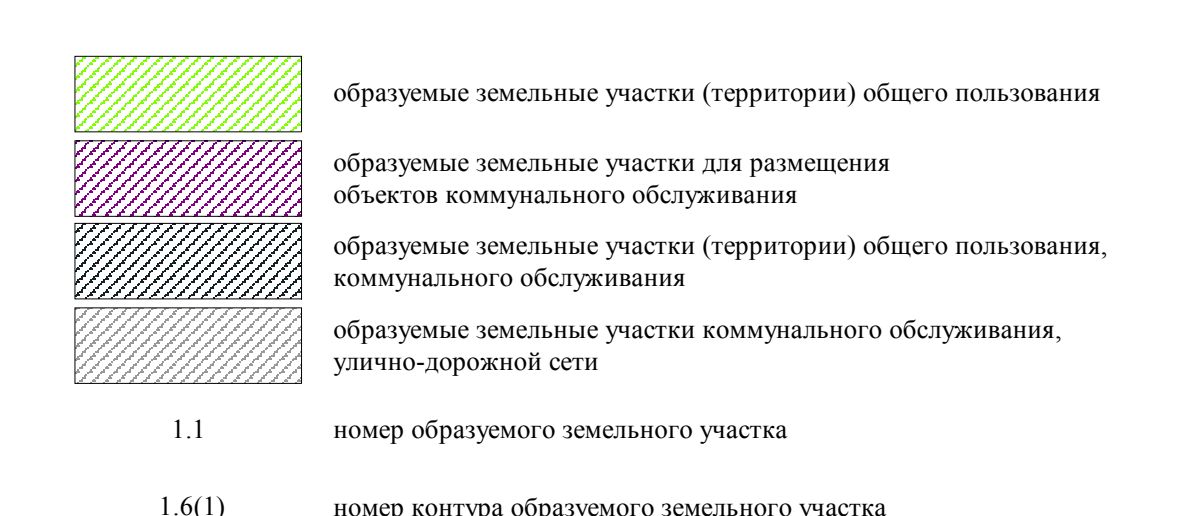 образуемые земельные участки (территории) общего пользования
образуемые земельные участки для размещения
объектов коммунального обслуживания
образуемые земельные участки (территории) общего пользования,
коммунального обслуживания
образуемые земельные участки коммунального обслуживания,
улично-дорожной сети
1.1 номер образуемого земельного участка
1.6(1) номер контура образуемого земельного участка